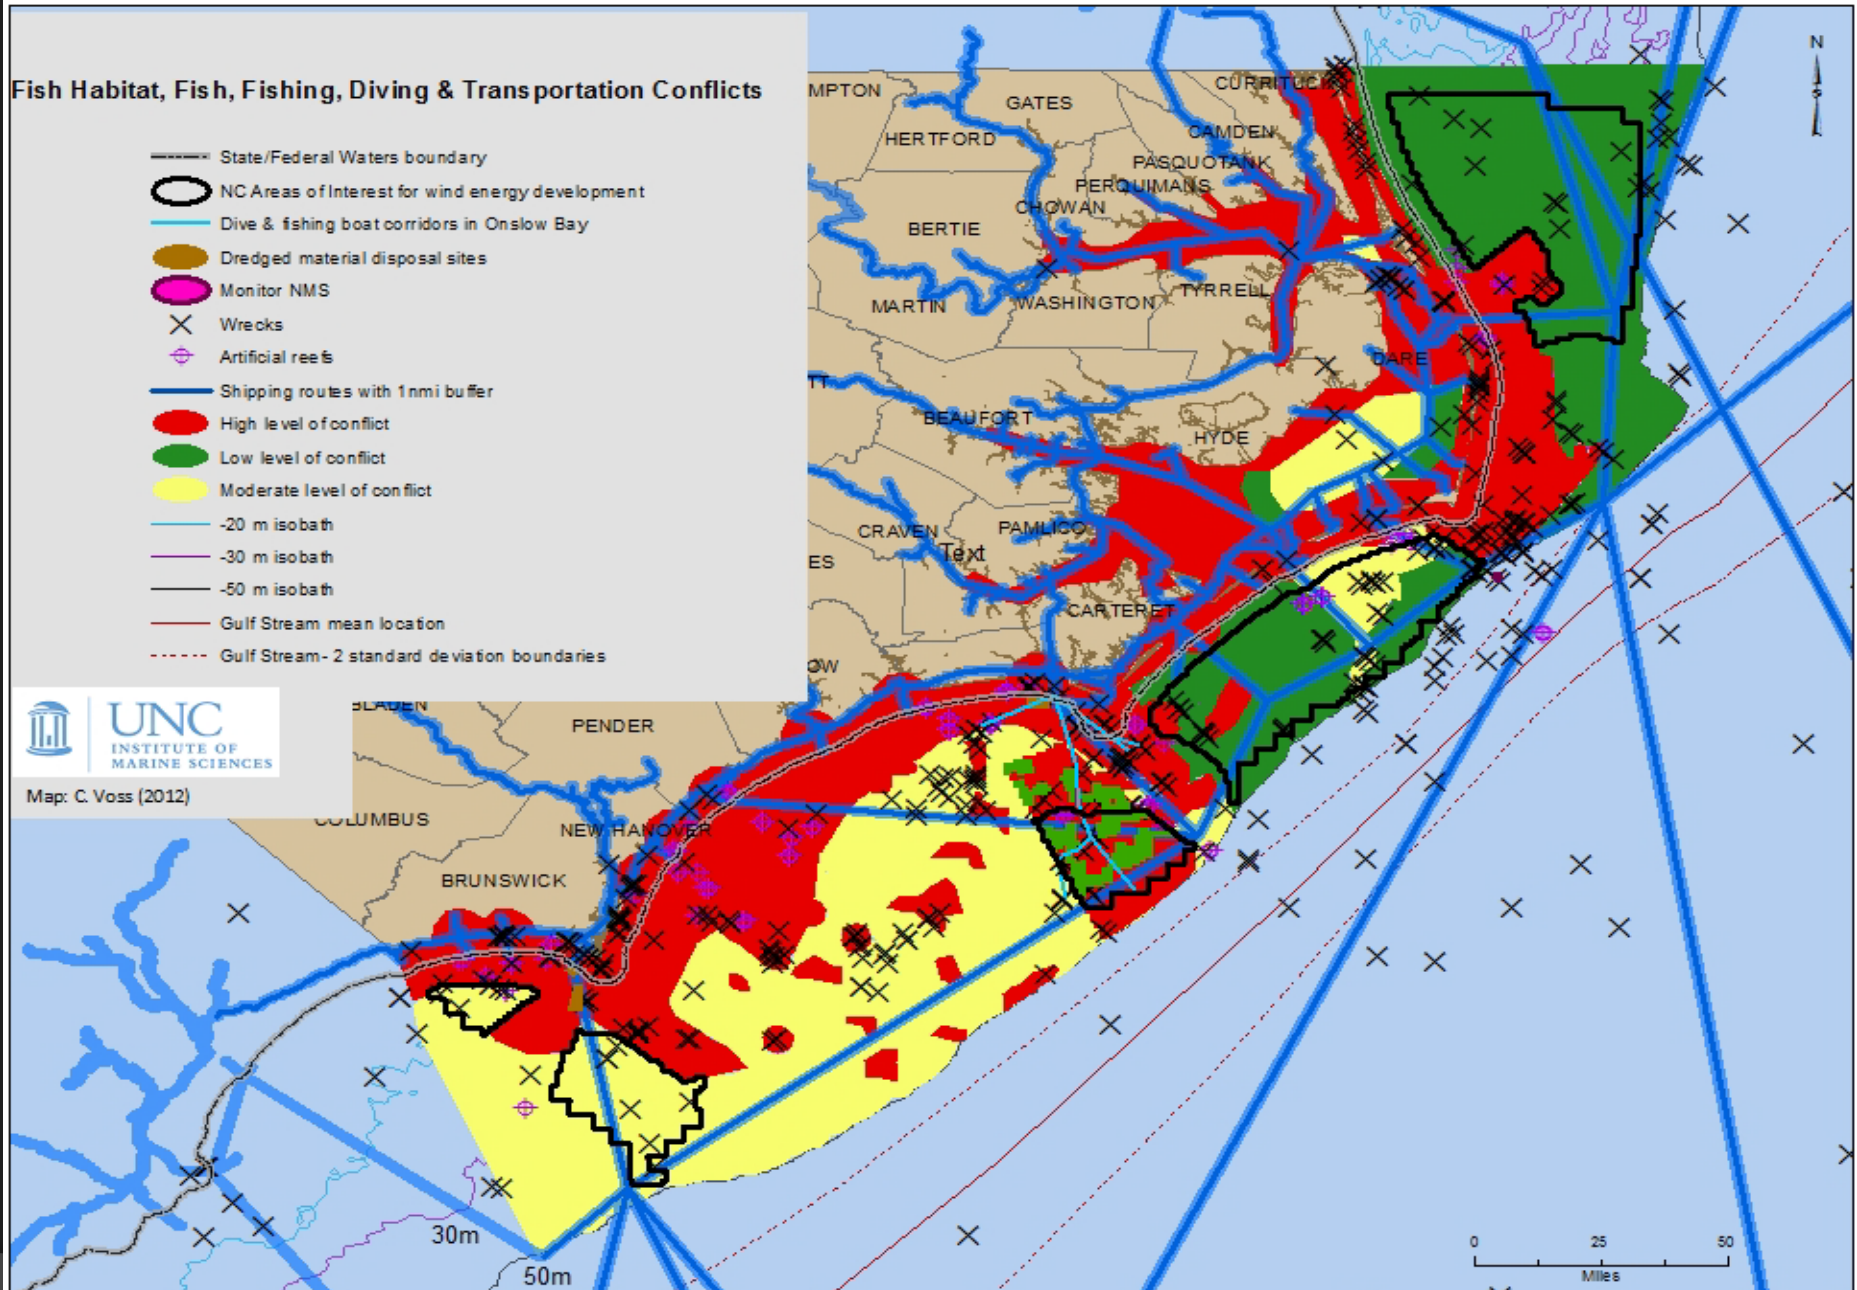 Fish Habitat, Fish, Fishing, Diving & Transportation Conflicts
State/Federal Waters boundary
NC Areas of Interest for wind energy development
Dive & fishing boat corridors in Onslow Bay
Dredged material disposal sites
Monitor NMS
Wrecks
Artificial reefs
Shipping routes with 1nmi buffer
High level of conflict
Low level of conflict
Moderate level of conflict
-20 m isobath
-30 m isobath
-50 m isobath
Gulf Stream mean location
Gulf Stream- 2 standard deviation boundaries
UNC
INSTITUTE OF
MARINE SCIENCES
Map: C. Voss (2012)
N
S
MPTON
GATES
CURRITUCK
HERTFORD
CAMDEN
PASQUOTANK
PERQUIMANS
CHOWAN
BERTIE
MARTIN
WASHINGTON
TYRRELL
DARE
TT
BEAUFORT
HYDE
CRAVEN
PAMLICO
Text
ES
CARTERET
OW
BLADEN
PENDER
COLUMBUS
NEW HANOVER
BRUNSWICK
30m
50m
0 25 50
Miles